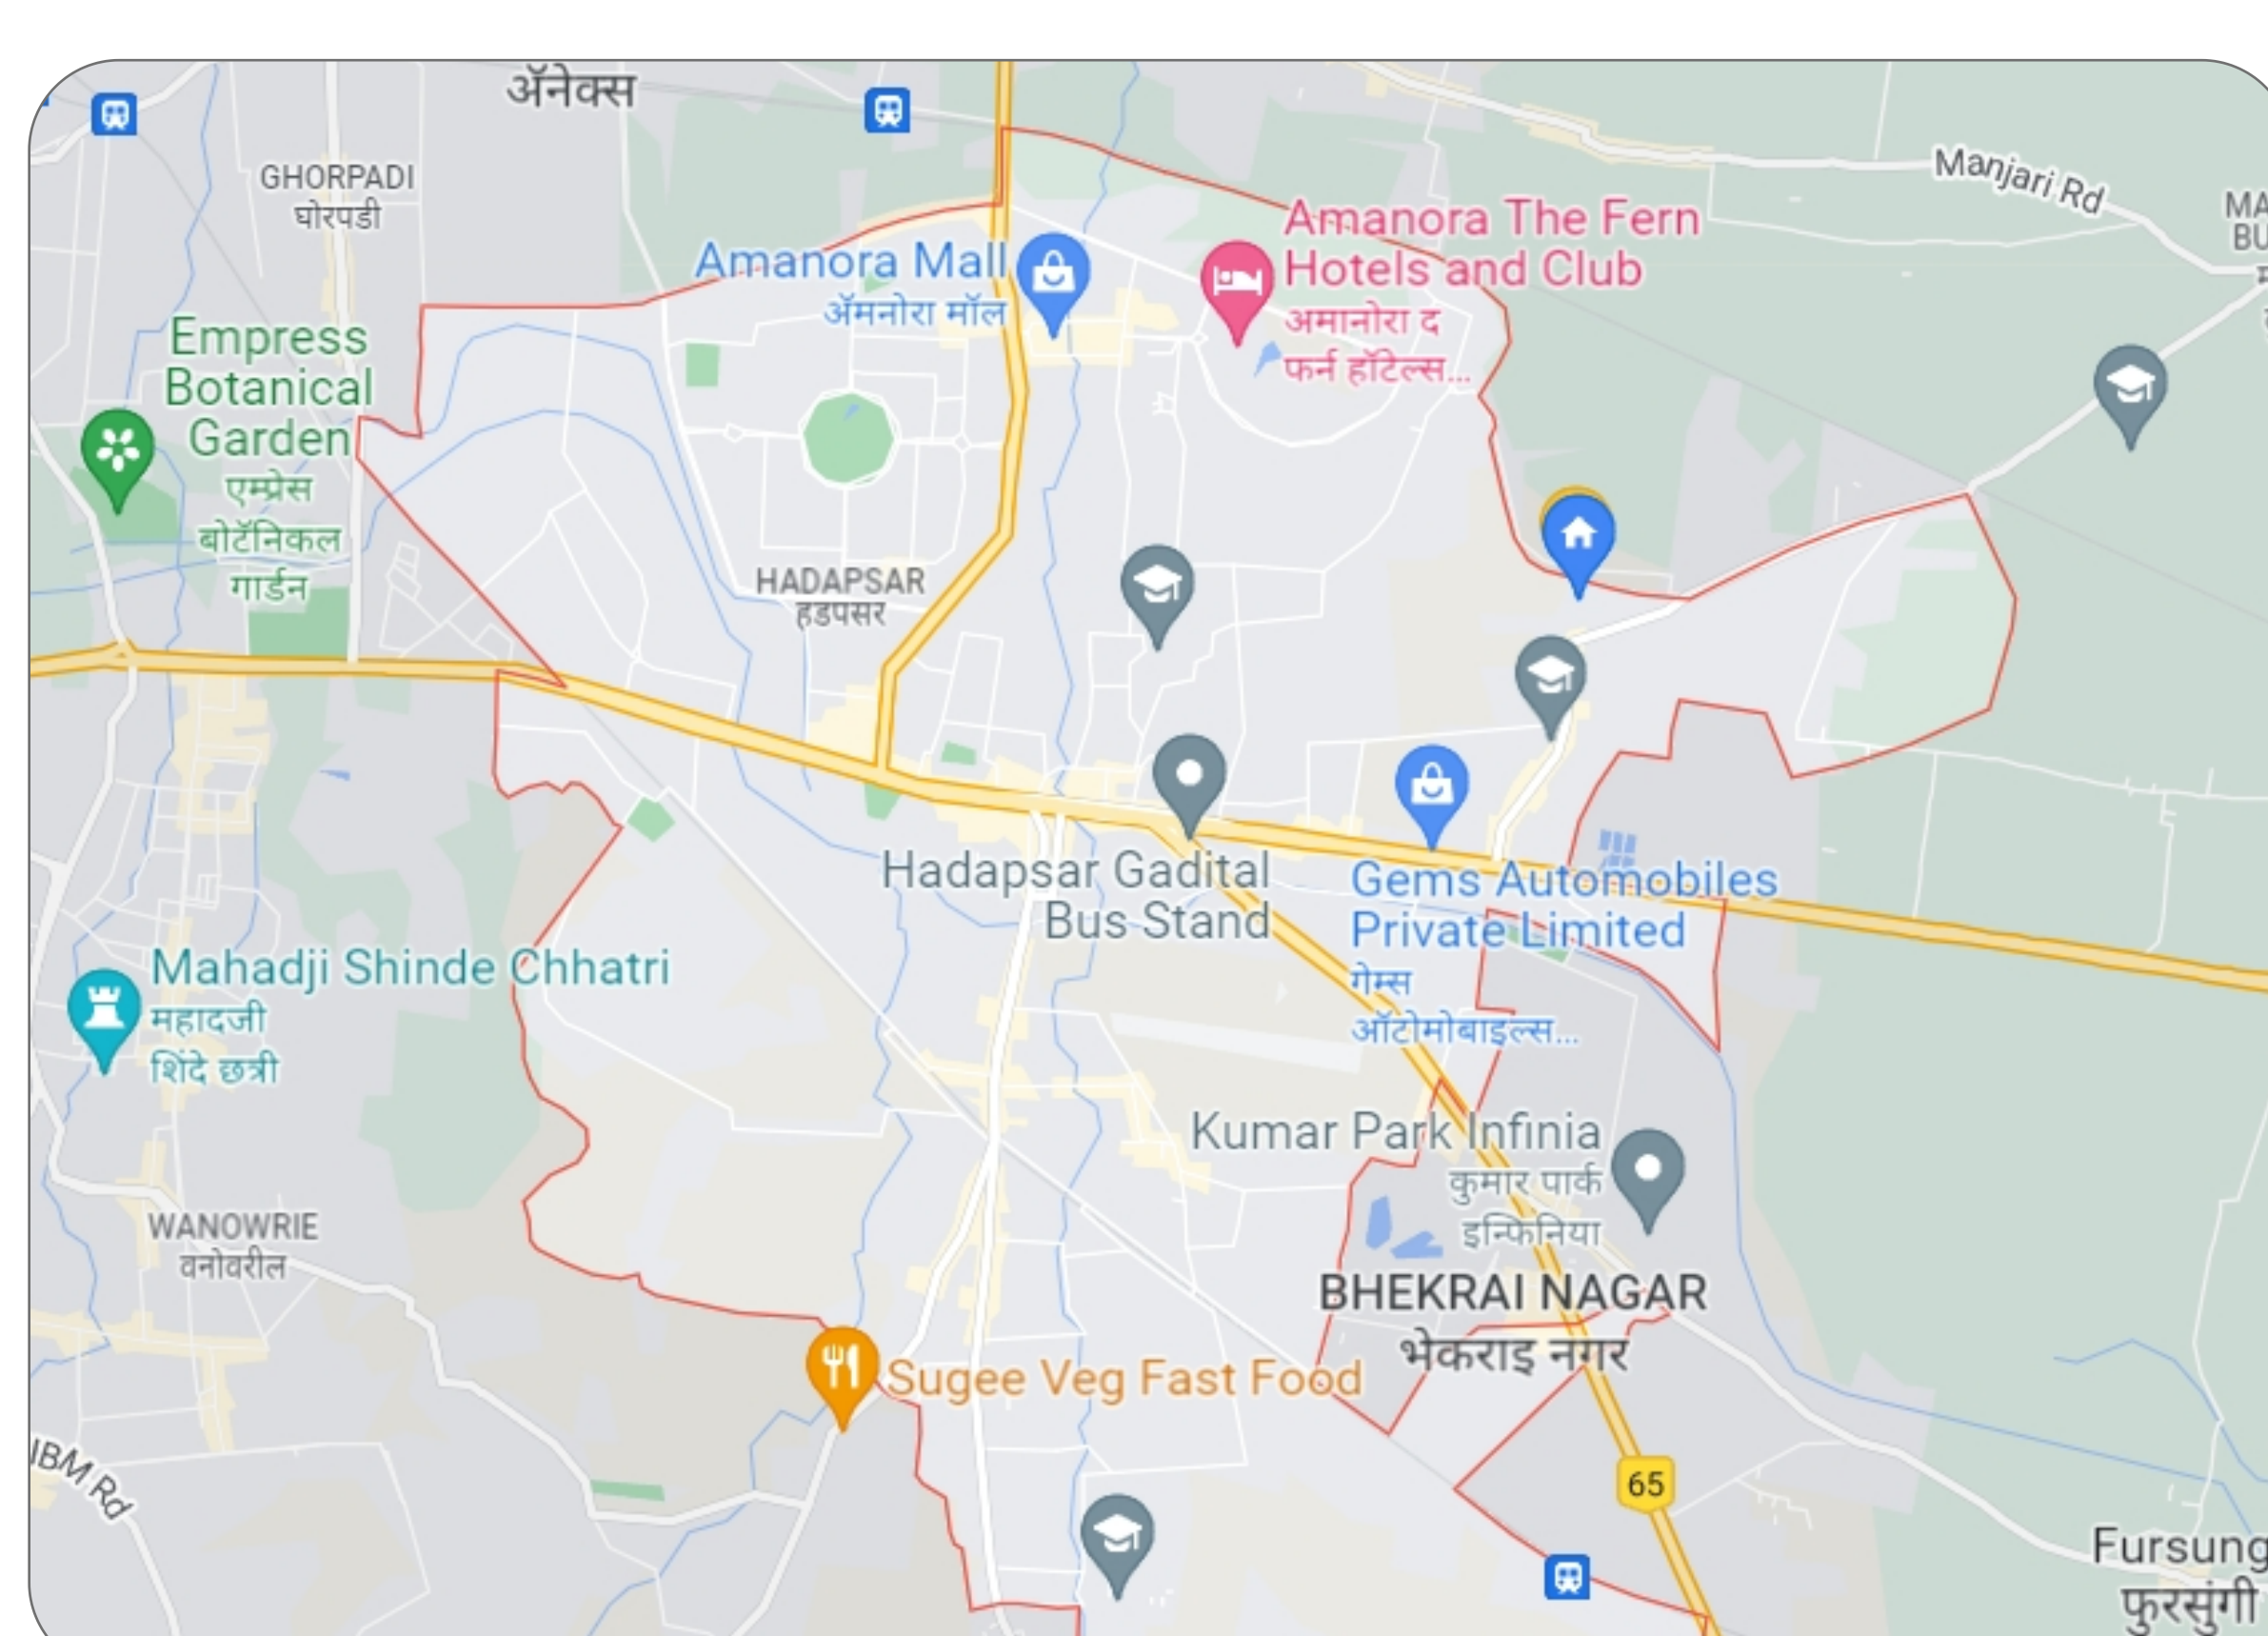 ॲनेक्स
GHORPADI
घोरपडी
Manjari Rd
Amanora The Fern
Hotels and Club
अमानोरा द
फर्न हॉटेल्स...
Amanora Mall
ॲमनोरा मॉल
Empress
Botanical
Garden
एम्प्रेस
बोटॅनिकल
गार्डन
HADAPSAR
हडपसर
Hadapsar Gadital
Bus Stand
Gems Automobiles
Private Limited
गेम्स
ऑटोमोबाइल्स...
Mahadji Shinde Chhatri
महादजी
शिंदे छत्री
Kumar Park Infinia
कुमार पार्क
इन्फिनिया
WANOWRIE
वनोवरील
BHEKRAI NAGAR
भेकराइ नगर
Sugee Veg Fast Food
IBM Rd
65
Fursung
फुरसुंगी